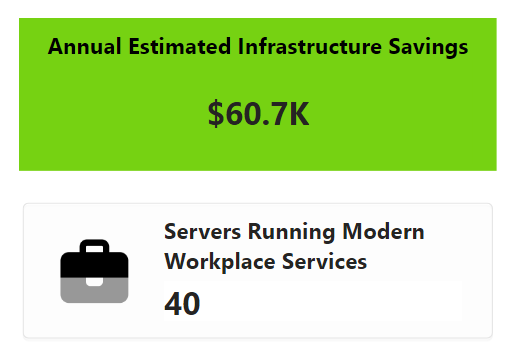 Annual Estimated Infrastructure Savings
$60.7K
Servers Running Modern
Workplace Services
40